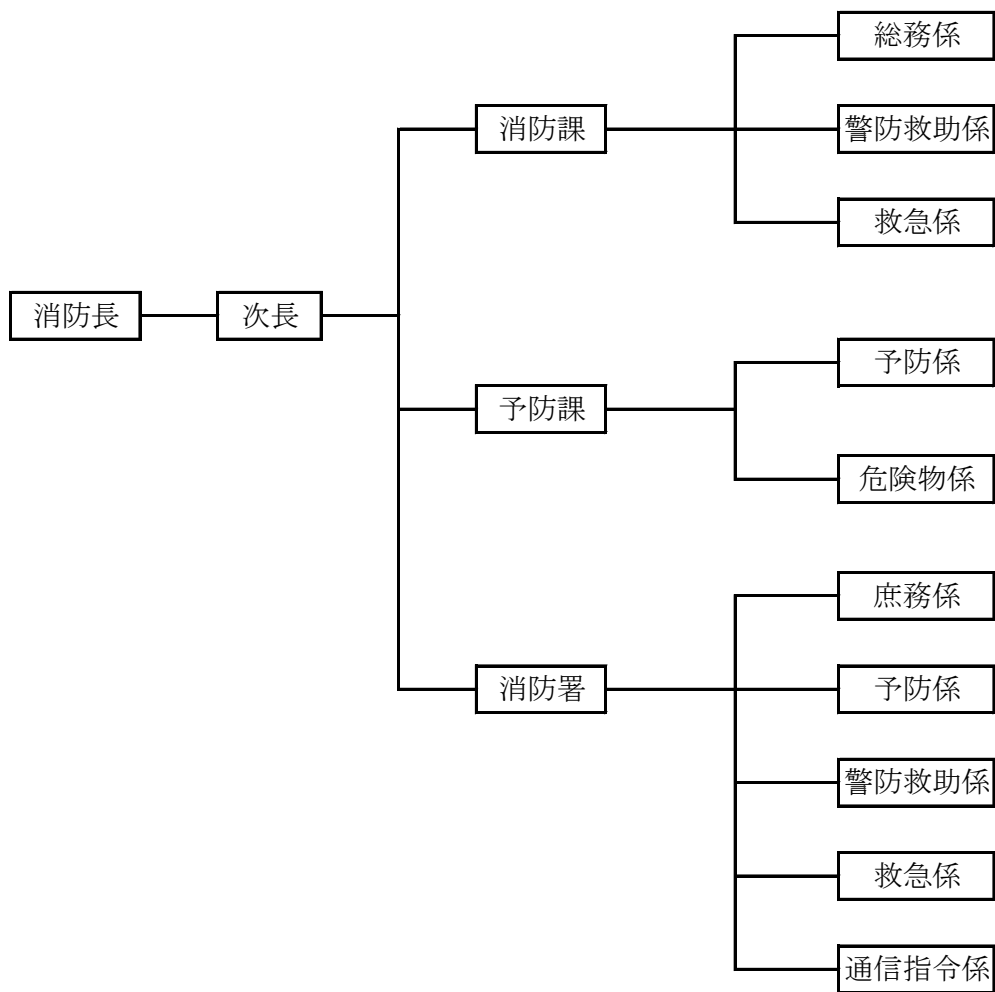 消防長
次長
消防課
総務係
警防救助係
救急係
予防課
予防係
危険物係
消防署
庶務係
予防係
警防救助係
救急係
通信指令係